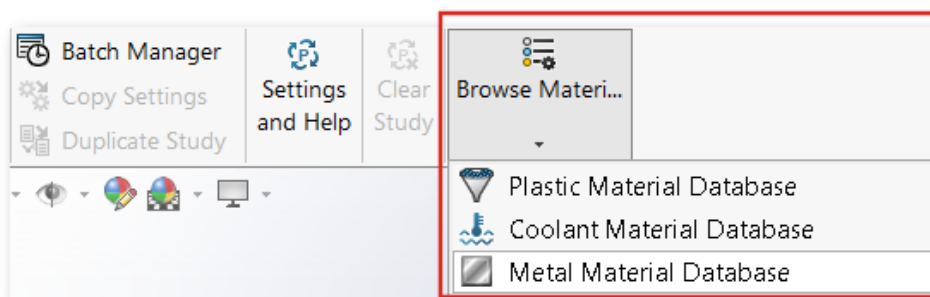 Batch Manager
Copy Settings
Duplicate Study
Settings
and Help
Clear
Study
Browse Materi...
Plastic Material Database
Coolant Material Database
Metal Material Database